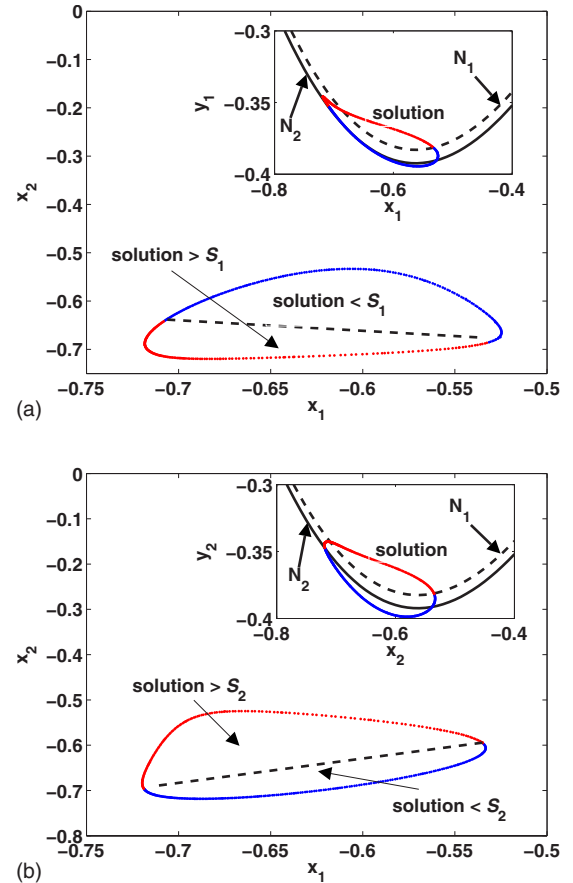 0
−0.1
−0.2
−0.3
−0.4
−0.5
−0.6
−0.7
x2
−0.3
−0.35
−0.4
y1
N1
N2
solution
−0.8 −0.6 −0.4
x1
solution > S1
solution < S1
−0.75 −0.7 −0.65 −0.6 −0.55 −0.5
(a) x1
0
−0.1
−0.2
−0.3
−0.4
−0.5
−0.6
−0.7
−0.8
x2
−0.3
−0.35
−0.4
y2
N1
N2
solution
−0.8 −0.6 −0.4
x2
solution > S2
solution < S2
−0.75 −0.7 −0.65 −0.6 −0.55 −0.5
(b) x1